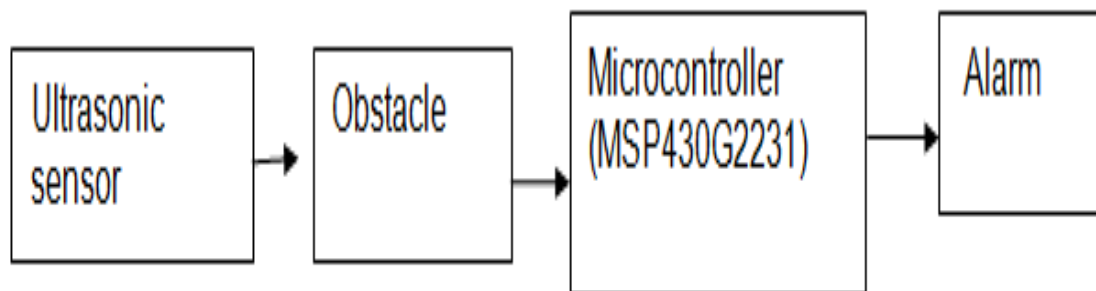 Ultrasonic
sensor
Obstacle
Microcontroller
(MSP430G2231)
Alarm